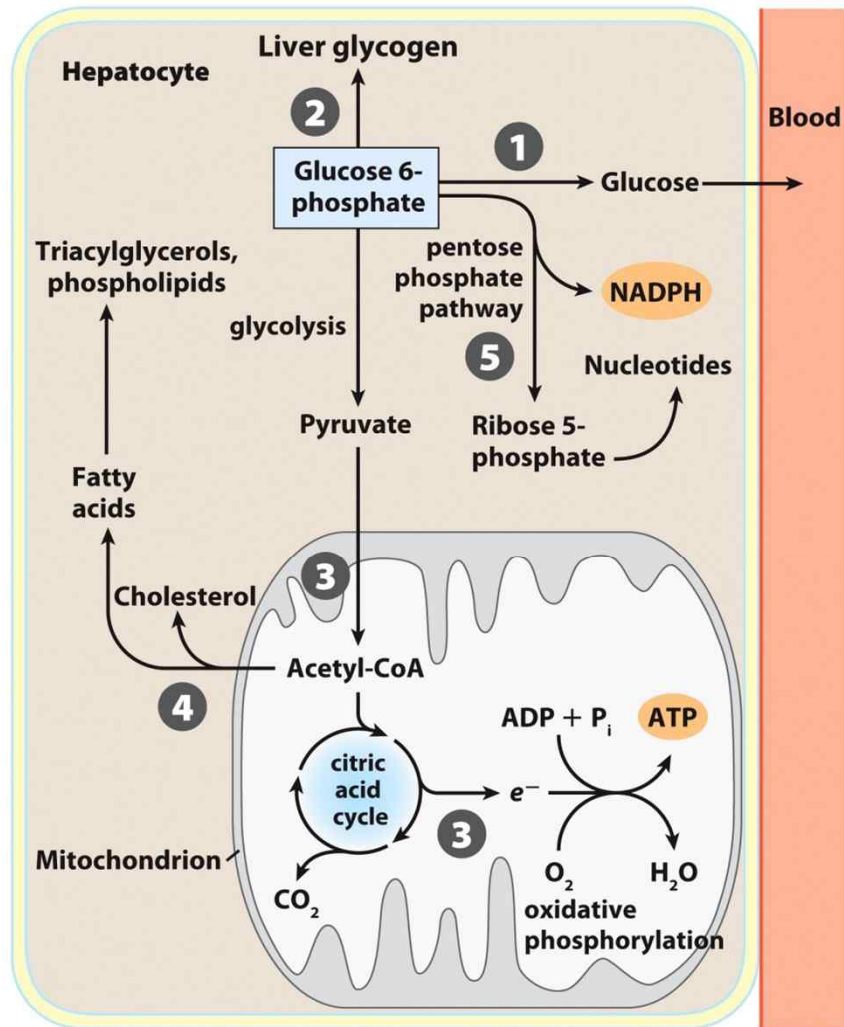 Liver glycogen
Hepatocyte
2
Blood
1
Glucose 6-
phosphate
Glucose
Triacylglycerols,
phospholipids
pentose
phosphate
pathway
NADPH
glycolysis
5
Nucleotides
Pyruvate
Ribose 5-
phosphate
Fatty
acids
3
Cholesterol
Acetyl-CoA
4
ADP + Pi
ATP
citric
acid
cycle
e−
3
Mitochondrion
CO2
O2
H2O
oxidative
phosphorylation